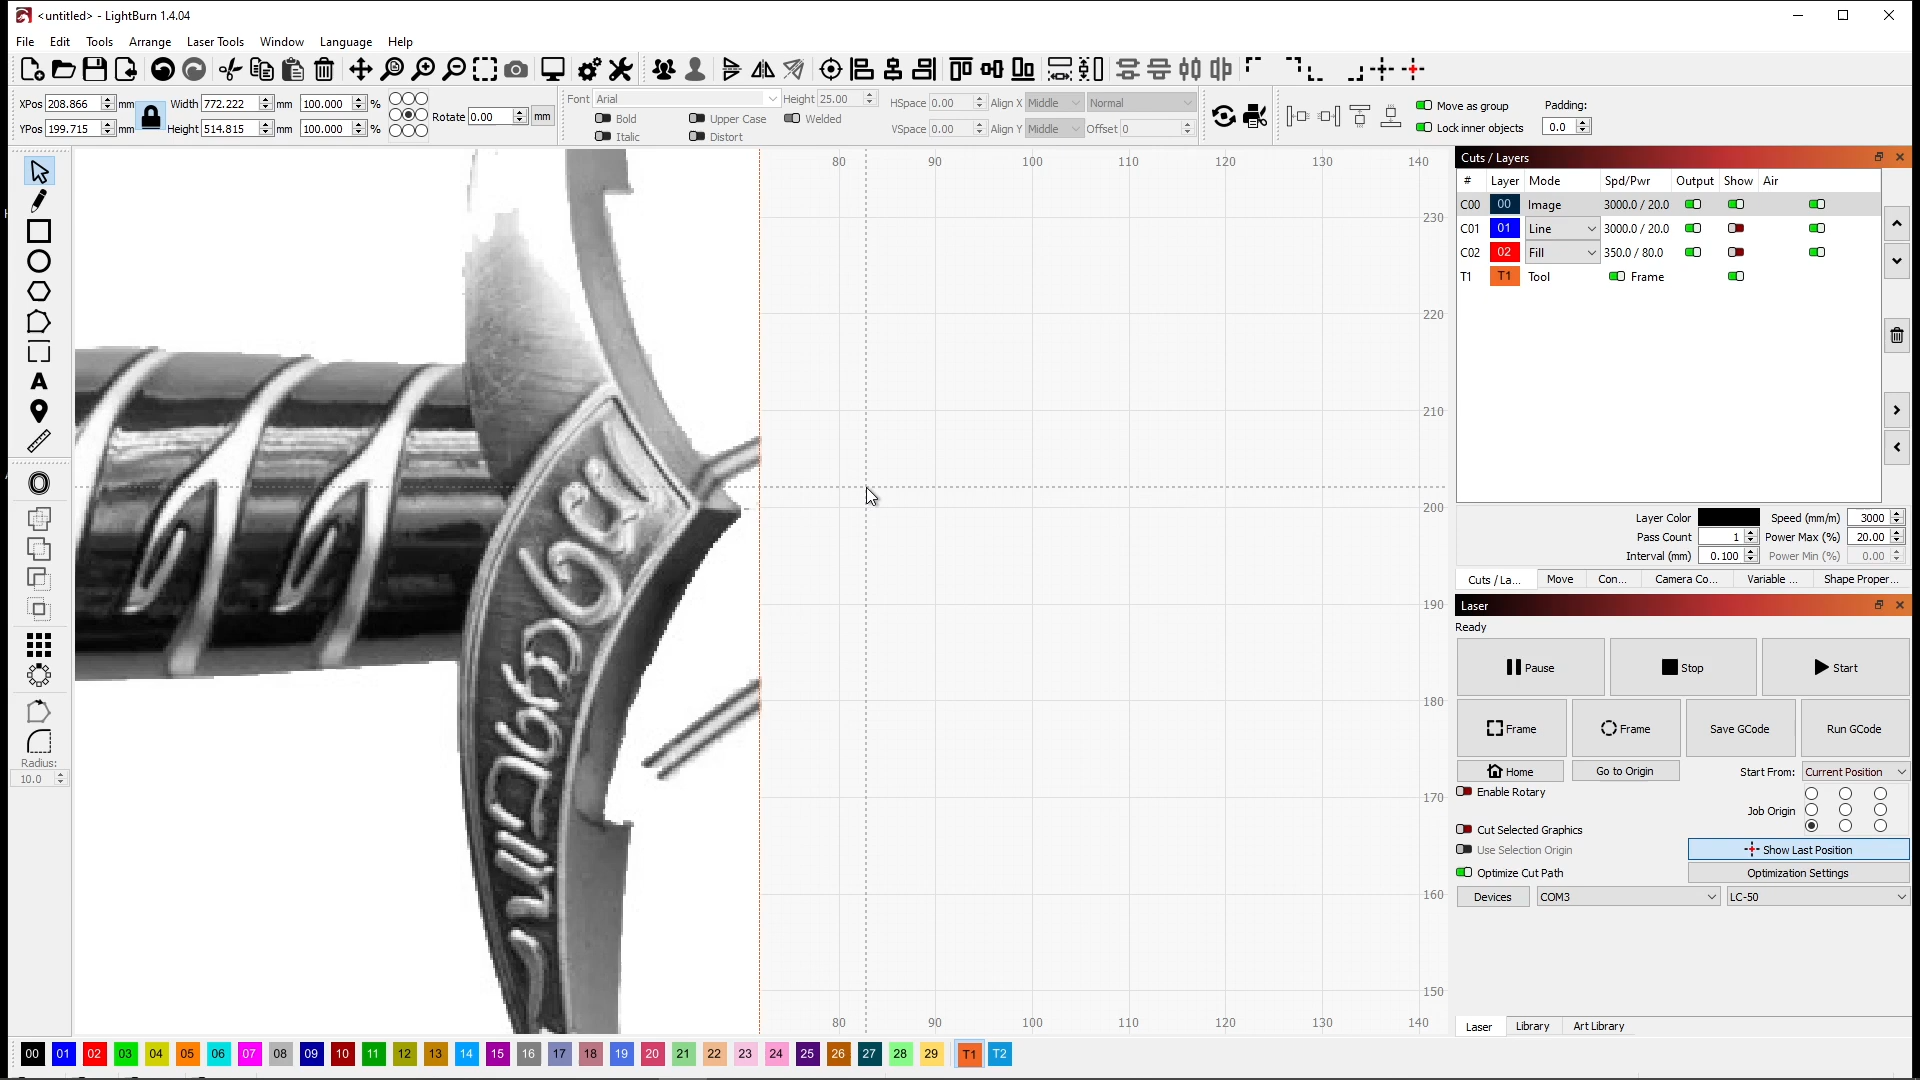 <untitled> - LightBurn 1.4.04
File Edit Tools Arrange Laser Tools Window Language Help
XPos 208.866 mm Width 772.222 mm 100.000 % Rotate 0.00 mm
YPos 199.715 mm Height 514.815 mm 100.000 %
Font Arial Height 25.00 HSpace 0.00 Align X Middle Normal
Bold Upper Case Welded
Italic Distort VSpace 0.00 Align Y Middle Offset 0
Move as group Padding:
Lock inner objects 0.0
Cuts / Layers
# Layer Mode Spd/Pwr Output Show Air
C00 00 Image 3000.0 / 20.0
C01 01 Line 3000.0 / 20.0
C02 02 Fill 350.0 / 80.0
T1 T1 Tool Frame
80 90 100 110 120 130 140
230
220
210
200
190
180
170
160
150
80 90 100 110 120 130 140
Layer Color Speed (mm/m) 3000
Pass Count 1 Power Max (%) 20.00
Interval (mm) 0.100 Power Min (%) 0.00
Cuts / La... Move Con... Camera Co... Variable ... Shape Proper...
Laser
Ready
Pause Stop Start
Frame Frame Save GCode Run GCode
Home Go to Origin Start From: Current Position
Enable Rotary
Job Origin
Cut Selected Graphics
Use Selection Origin Show Last Position
Optimize Cut Path Optimization Settings
Devices COM3 LC-50
Laser Library Art Library
Radius:
10.0
00 01 02 03 04 05 06 07 08 09 10 11 12 13 14 15 16 17 18 19 20 21 22 23 24 25 26 27 28 29 T1 T2